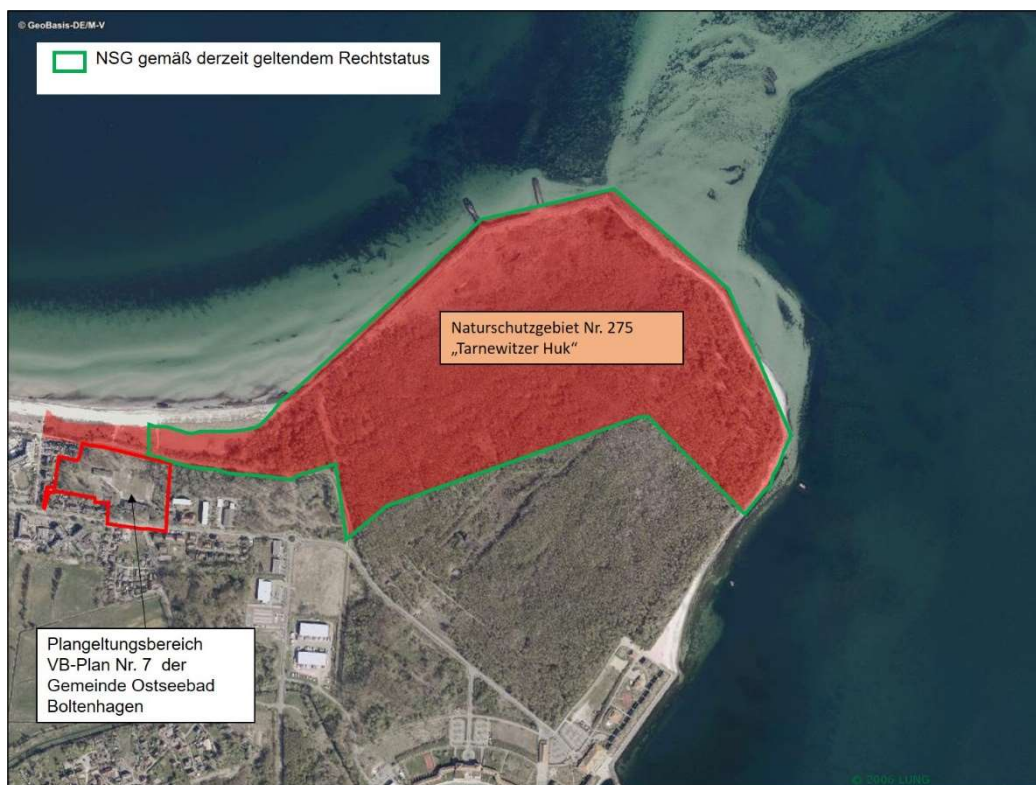 © GeoBasis-DE/M-V
NSG gemäß derzeit geltendem Rechtstatus
Naturschutzgebiet Nr. 275
„Tarnewitzer Huk“
Plangeltungsbereich
VB-Plan Nr. 7 der
Gemeinde Ostseebad
Boltenhagen
© 2006 LUNG